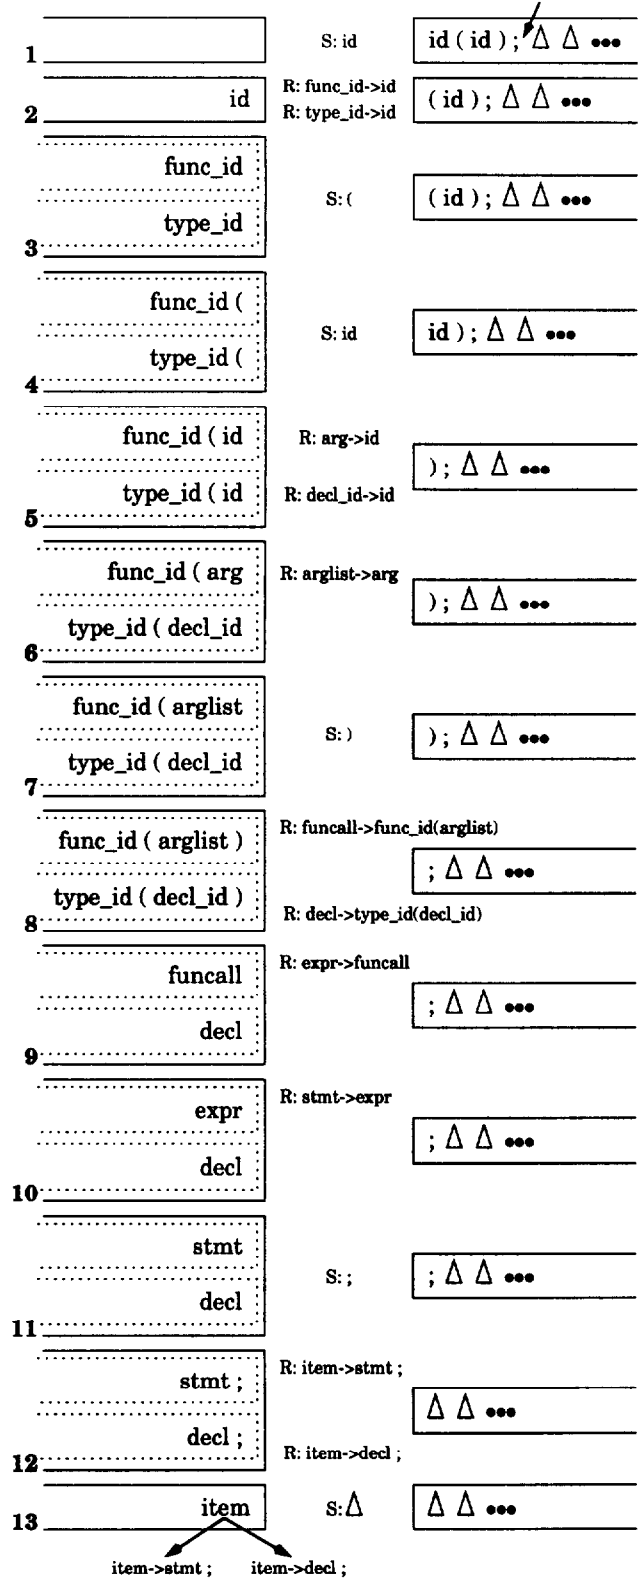 1 S: id id ( id ) ; Δ Δ •••
2 id R: func_id->id R: type_id->id ( id ) ; Δ Δ •••
3 func_id type_id S: ( ( id ) ; Δ Δ •••
4 func_id ( type_id ( S: id id ) ; Δ Δ •••
5 func_id ( id type_id ( id R: arg->id R: decl_id->id ) ; Δ Δ •••
6 func_id ( arg type_id ( decl_id R: arglist->arg ) ; Δ Δ •••
7 func_id ( arglist type_id ( decl_id S: ) ) ; Δ Δ •••
8 func_id ( arglist ) type_id ( decl_id ) R: funcall->func_id(arglist) R: decl->type_id(decl_id) ; Δ Δ •••
9 funcall decl R: expr->funcall ; Δ Δ •••
10 expr decl R: stmt->expr ; Δ Δ •••
11 stmt decl S: ; ; Δ Δ •••
12 stmt ; decl ; R: item->stmt ; R: item->decl ; Δ Δ •••
13 item S: Δ Δ Δ •••
item->stmt ; item->decl ;